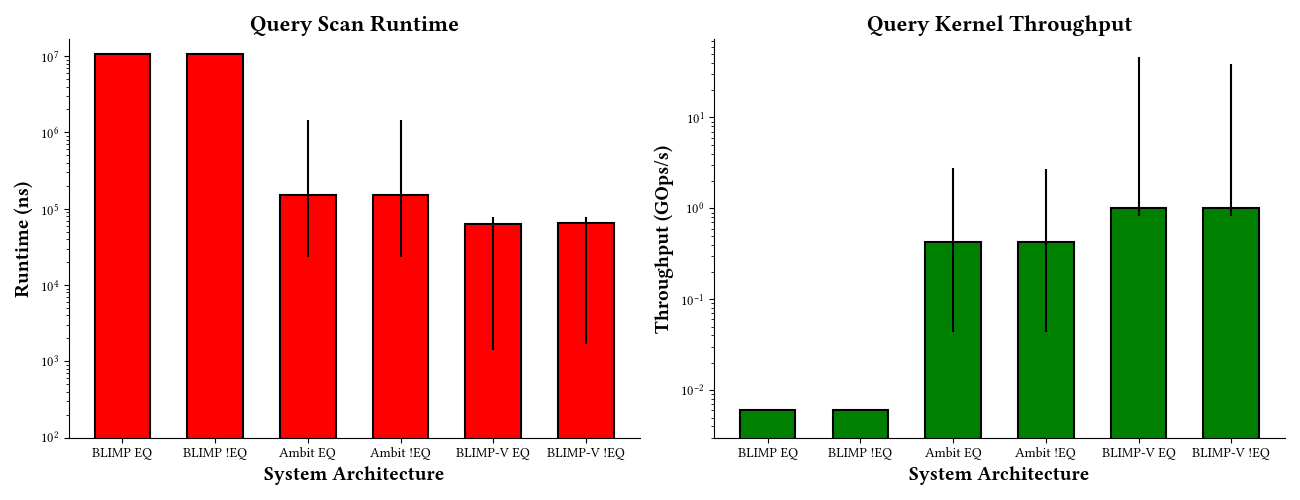 Query Scan Runtime
Runtime (ns)
10^7
10^6
10^5
10^4
10^3
10^2
BLIMP EQ BLIMP !EQ Ambit EQ Ambit !EQ BLIMP-V EQ BLIMP-V !EQ
System Architecture
Query Kernel Throughput
Throughput (GOps/s)
10^1
10^0
10^−1
10^−2
BLIMP EQ BLIMP !EQ Ambit EQ Ambit !EQ BLIMP-V EQ BLIMP-V !EQ
System Architecture